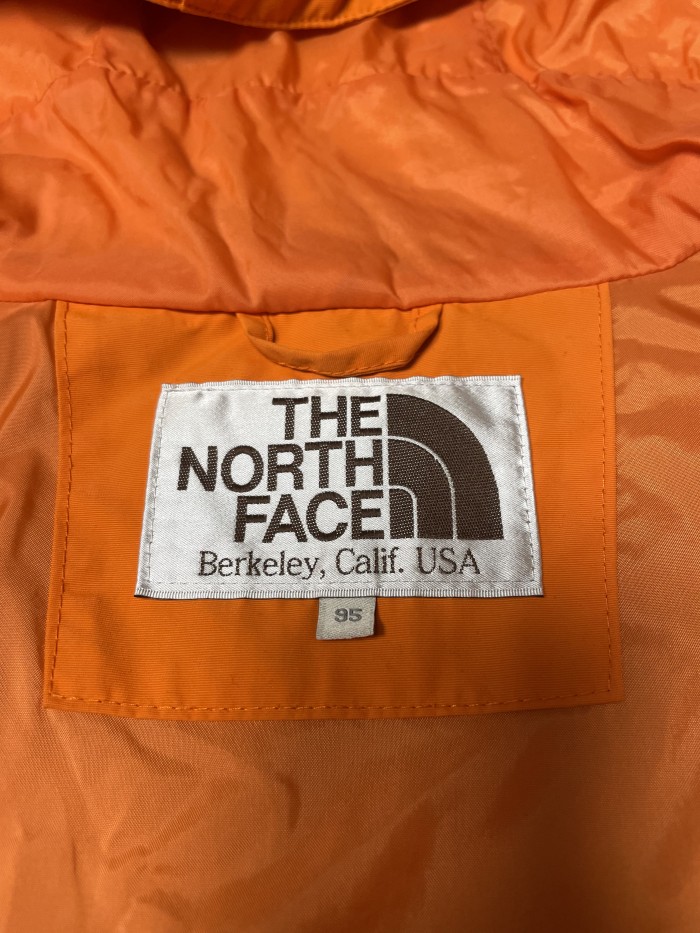 THE
NORTH
FACE
Berkeley, Calif. USA
95